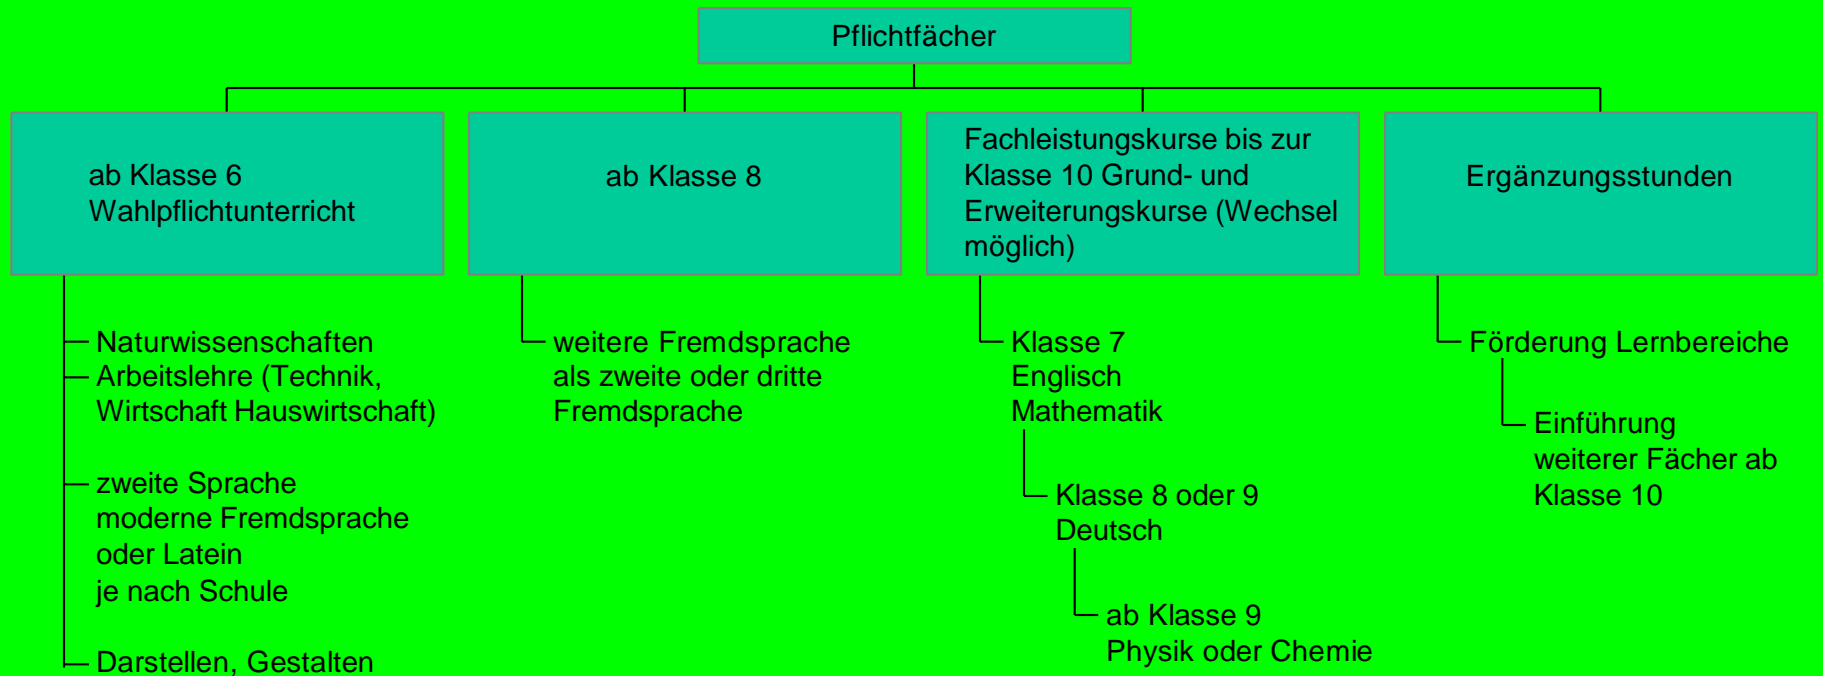 Pflichtfächer
ab Klasse 6
Wahlpflichtunterricht
Naturwissenschaften
Arbeitslehre (Technik,
Wirtschaft Hauswirtschaft)
zweite Sprache
moderne Fremdsprache
oder Latein
je nach Schule
Darstellen, Gestalten
ab Klasse 8
weitere Fremdsprache
als zweite oder dritte
Fremdsprache
Fachleistungskurse bis zur
Klasse 10 Grund- und
Erweiterungskurse (Wechsel
möglich)
Klasse 7
Englisch
Mathematik
Klasse 8 oder 9
Deutsch
ab Klasse 9
Physik oder Chemie
Ergänzungsstunden
Förderung Lernbereiche
Einführung
weiterer Fächer ab
Klasse 10